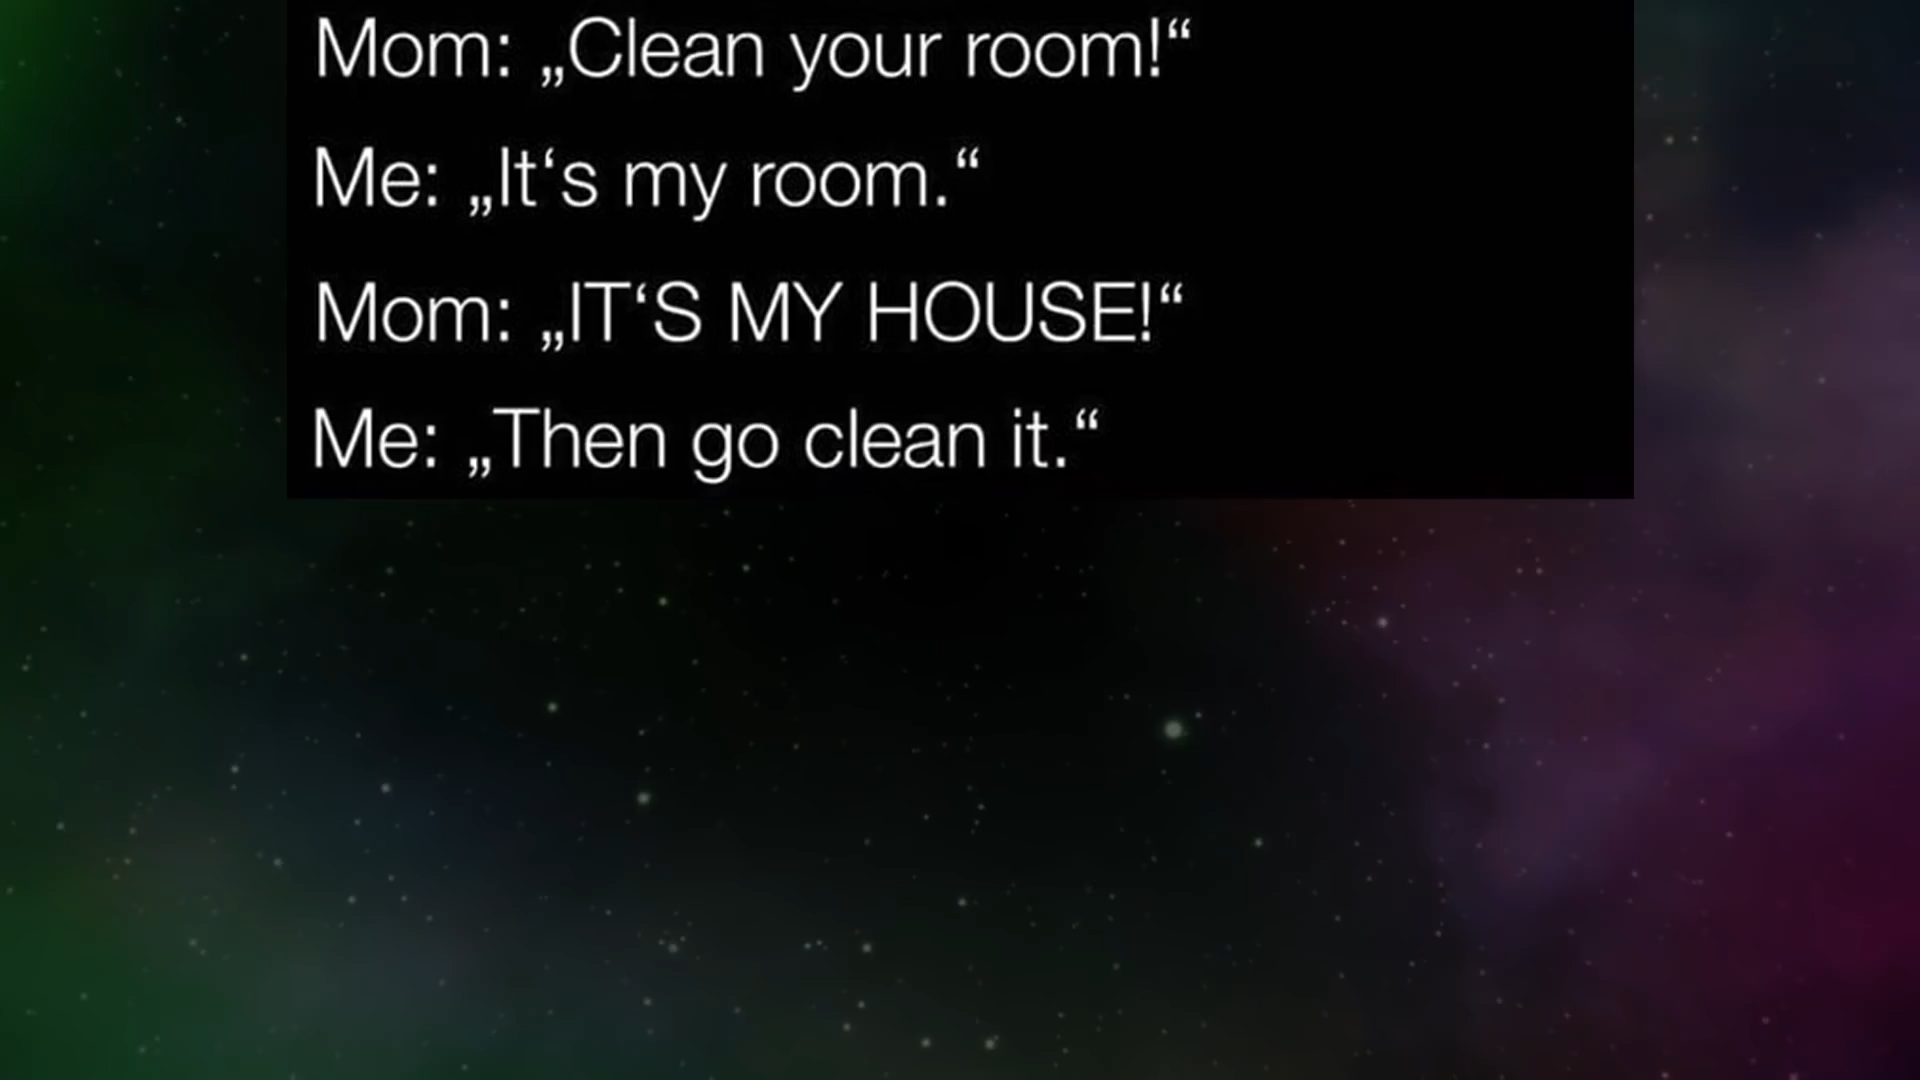 Mom: „Clean your room!“
Me: „It‘s my room.“
Mom: „IT‘S MY HOUSE!“
Me: „Then go clean it.“